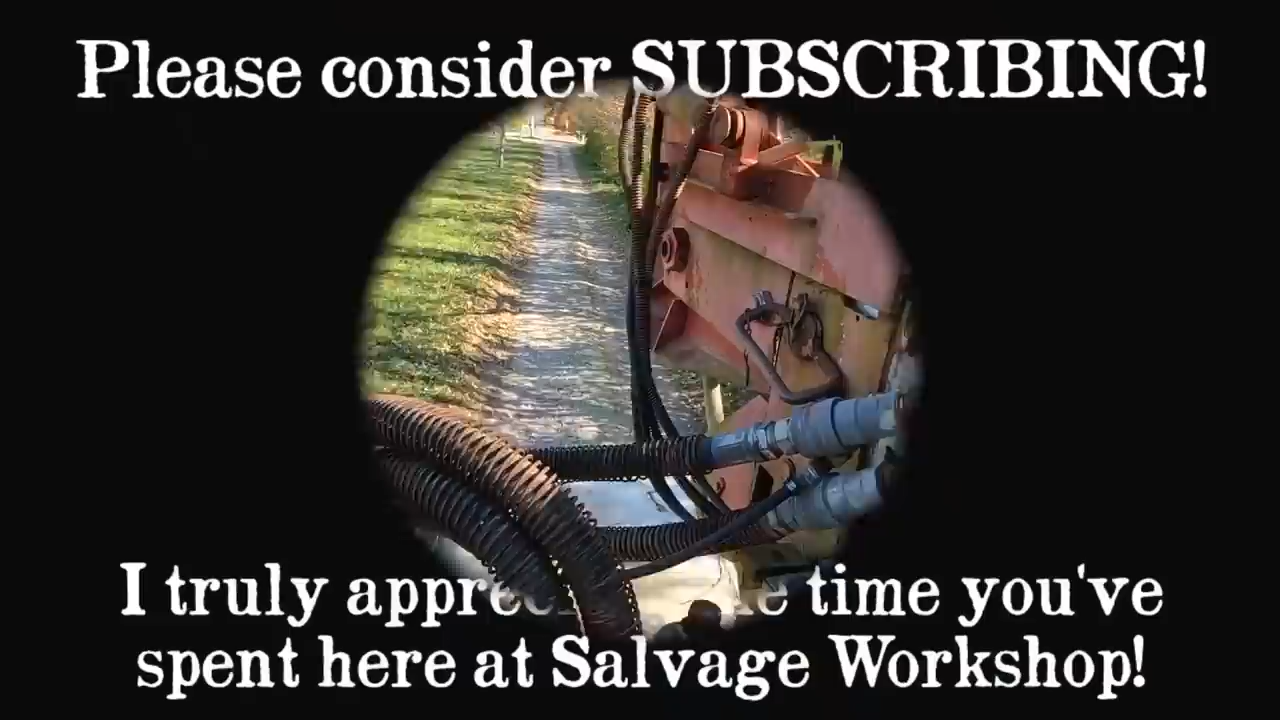 Please consider SUBSCRIBING!
I truly time you've
spent here at Salvage Workshop!